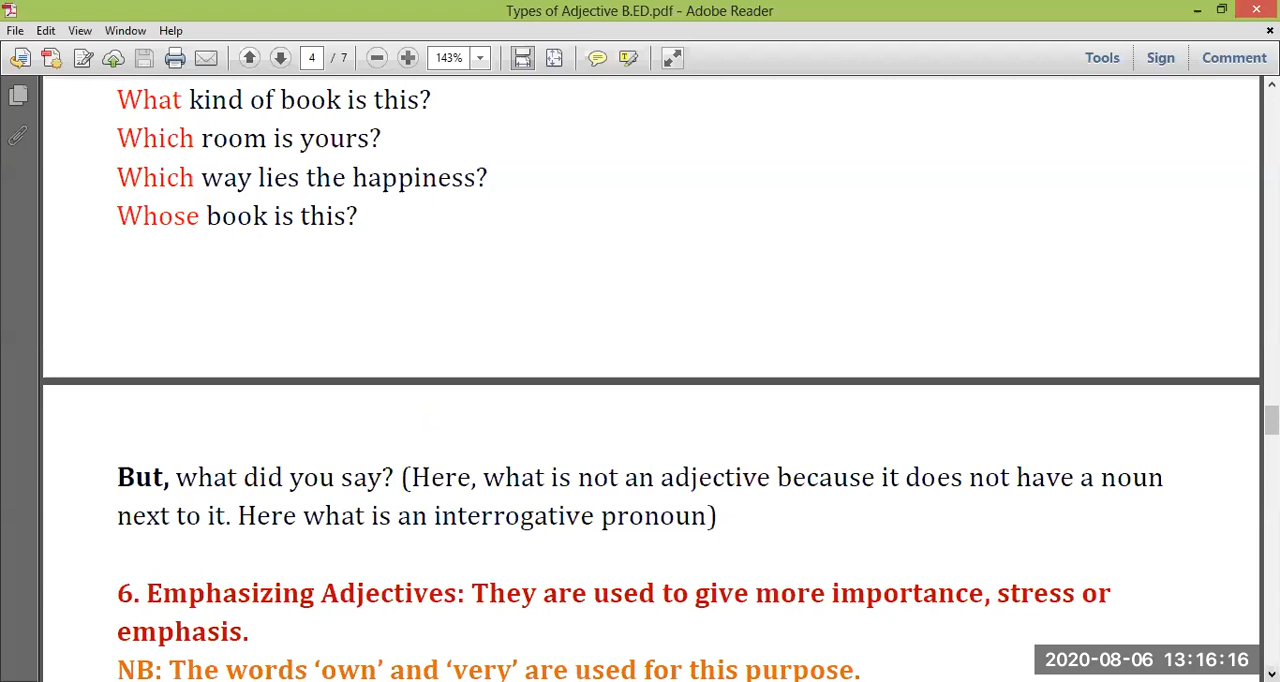 Types of Adjective B.ED.pdf - Adobe Reader
File Edit View Window Help
4 / 7 143% Tools Sign Comment
What kind of book is this?
Which room is yours?
Which way lies the happiness?
Whose book is this?
But, what did you say? (Here, what is not an adjective because it does not have a noun
next to it. Here what is an interrogative pronoun)
6. Emphasizing Adjectives: They are used to give more importance, stress or
emphasis.
NB: The words ‘own’ and ‘very’ are used for this purpose.
2020-08-06 13:16:16